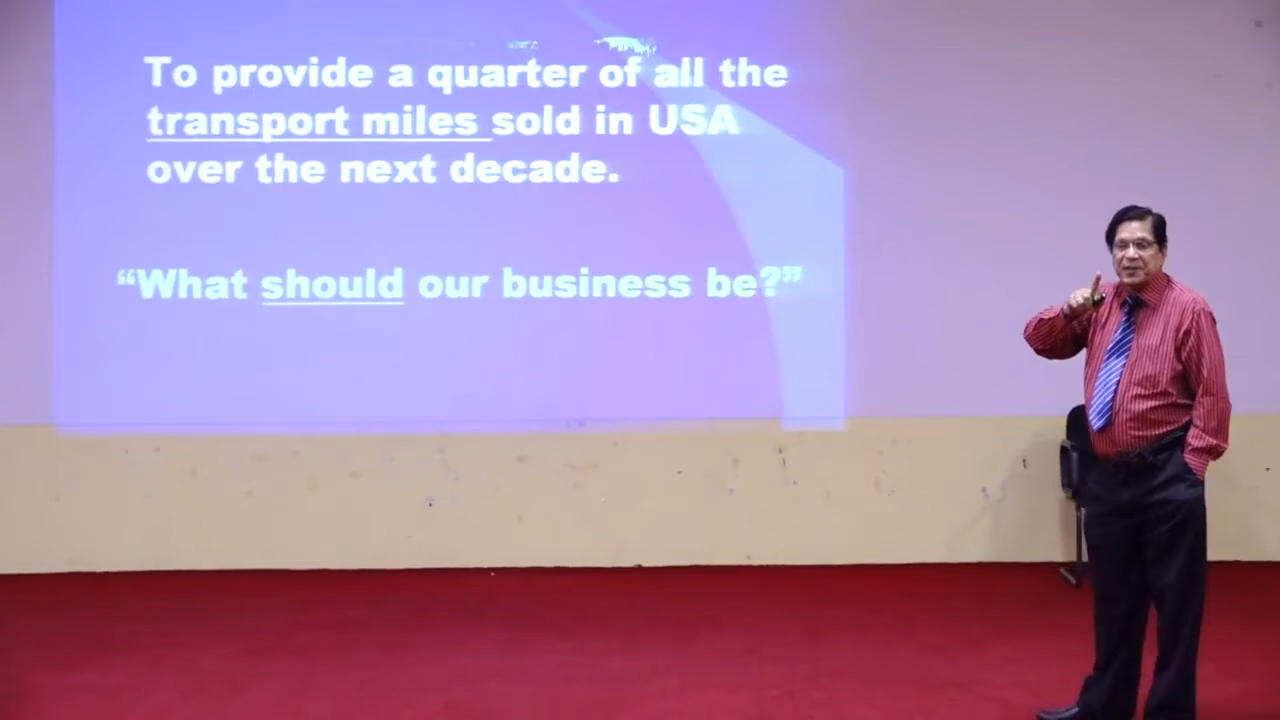 To provide a quarter of all the
transport miles sold in USA
over the next decade.
“What should our business be?”